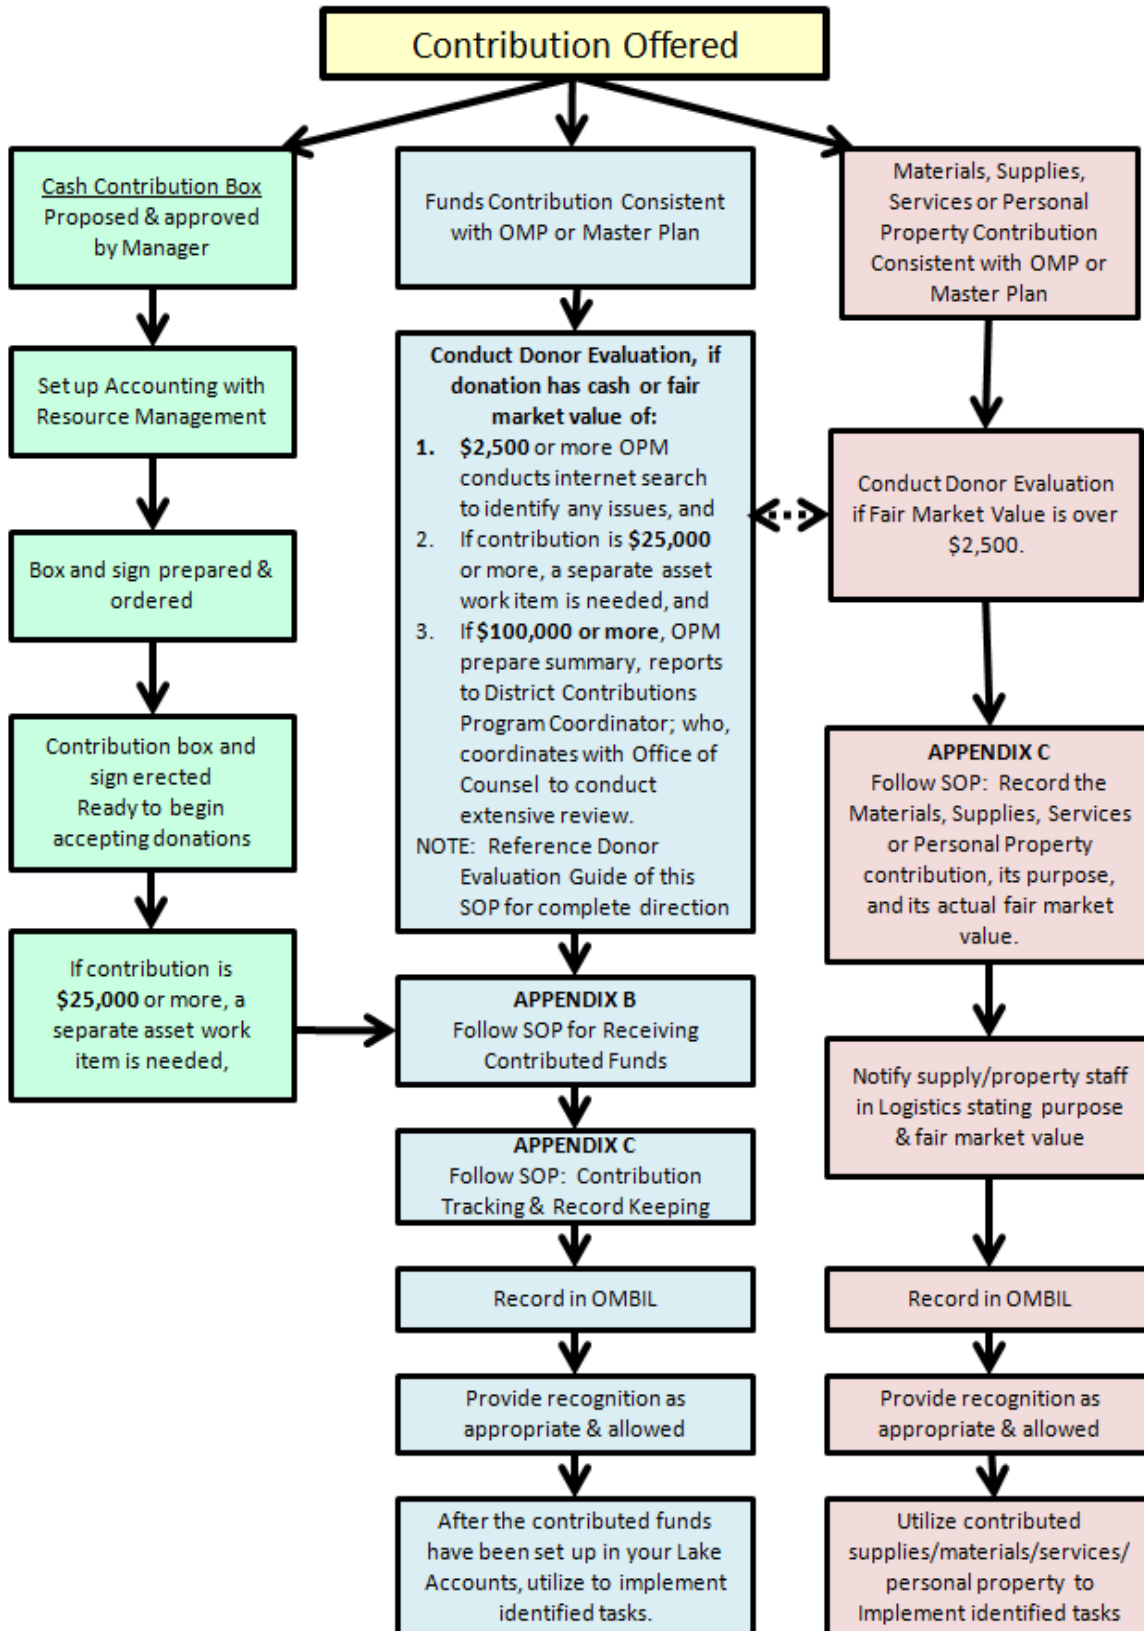 Contribution Offered
Cash Contribution Box
Proposed & approved
by Manager
Set up Accounting with
Resource Management
Box and sign prepared &
ordered
Contribution box and
sign erected
Ready to begin
accepting donations
If contribution is
$25,000 or more, a
separate asset work
item is needed,
Funds Contribution Consistent
with OMP or Master Plan
Conduct Donor Evaluation, if
donation has cash or fair
market value of:
1. $2,500 or more OPM
conducts internet search
to identify any issues, and
2. If contribution is $25,000
or more, a separate asset
work item is needed, and
3. If $100,000 or more, OPM
prepare summary, reports
to District Contributions
Program Coordinator; who,
coordinates with Office of
Counsel to conduct
extensive review.
NOTE: Reference Donor
Evaluation Guide of this
SOP for complete direction
APPENDIX B
Follow SOP for Receiving
Contributed Funds
APPENDIX C
Follow SOP: Contribution
Tracking & Record Keeping
Record in OMBIL
Provide recognition as
appropriate & allowed
After the contributed funds
have been set up in your Lake
Accounts, utilize to implement
identified tasks.
Materials, Supplies,
Services or Personal
Property Contribution
Consistent with OMP or
Master Plan
Conduct Donor Evaluation
if Fair Market Value is over
$2,500.
APPENDIX C
Follow SOP: Record the
Materials, Supplies, Services
or Personal Property
contribution, its purpose,
and its actual fair market
value.
Notify supply/property staff
in Logistics stating purpose
& fair market value
Record in OMBIL
Provide recognition as
appropriate & allowed
Utilize contributed
supplies/materials/services/
personal property to
Implement identified tasks